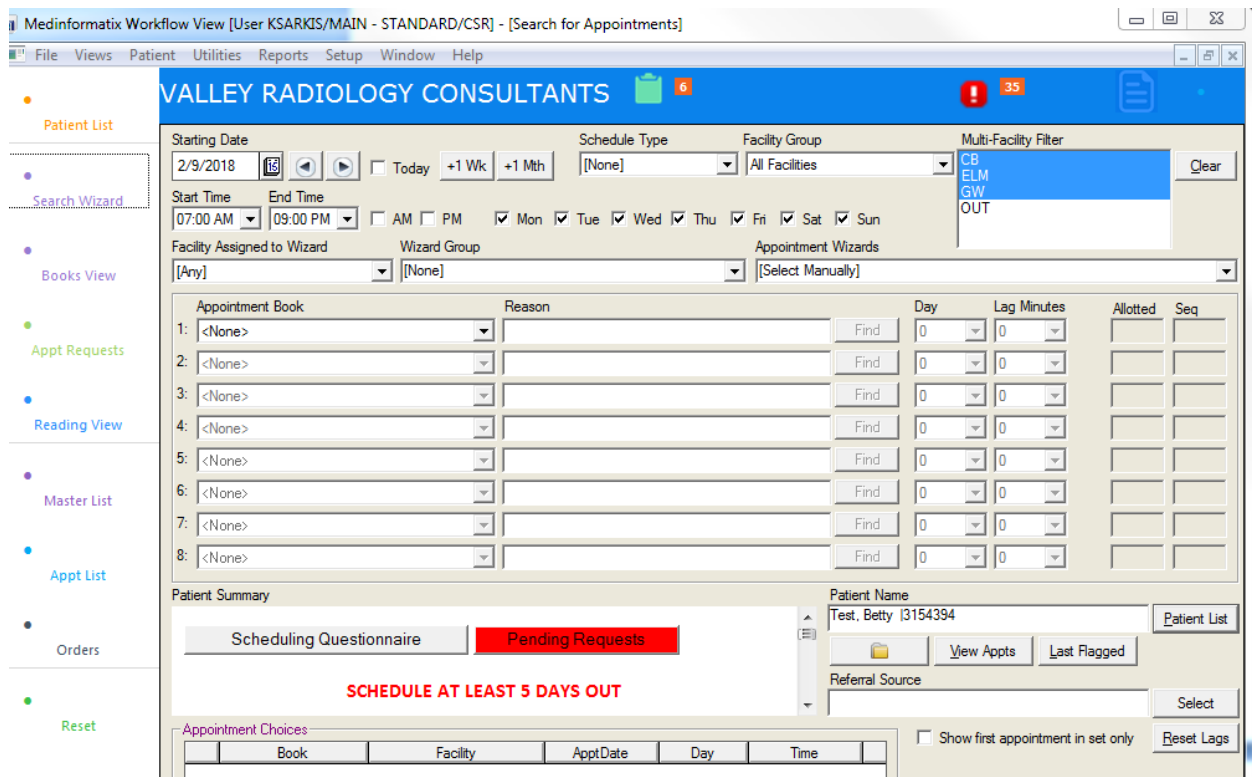 Medinformatix Workflow View [User KSARKIS/MAIN - STANDARD/CSR] - [Search for Appointments]
File Views Patient Utilities Reports Setup Window Help
VALLEY RADIOLOGY CONSULTANTS 6 35
Patient List
Search Wizard
Books View
Appt Requests
Reading View
Master List
Appt List
Orders
Reset
Starting Date Schedule Type Facility Group Multi-Facility Filter
2/9/2018 15 Today +1 Wk +1 Mth [None] All Facilities Clear
CB
ELM
GW
OUT
Start Time End Time
07:00 AM 09:00 PM AM PM Mon Tue Wed Thu Fri Sat Sun
Facility Assigned to Wizard Wizard Group Appointment Wizards
[Any] [None] [Select Manually]
Appointment Book Reason Day Lag Minutes Allotted Seq
1: <None> Find 0 0
2: <None> Find 0 0
3: <None> Find 0 0
4: <None> Find 0 0
5: <None> Find 0 0
6: <None> Find 0 0
7: <None> Find 0 0
8: <None> Find 0 0
Patient Summary Patient Name
Test, Betty |3154394 Patient List
Scheduling Questionnaire Pending Requests View Appts Last Flagged
SCHEDULE AT LEAST 5 DAYS OUT
Referral Source
Select
Appointment Choices Show first appointment in set only Reset Lags
Book Facility ApptDate Day Time